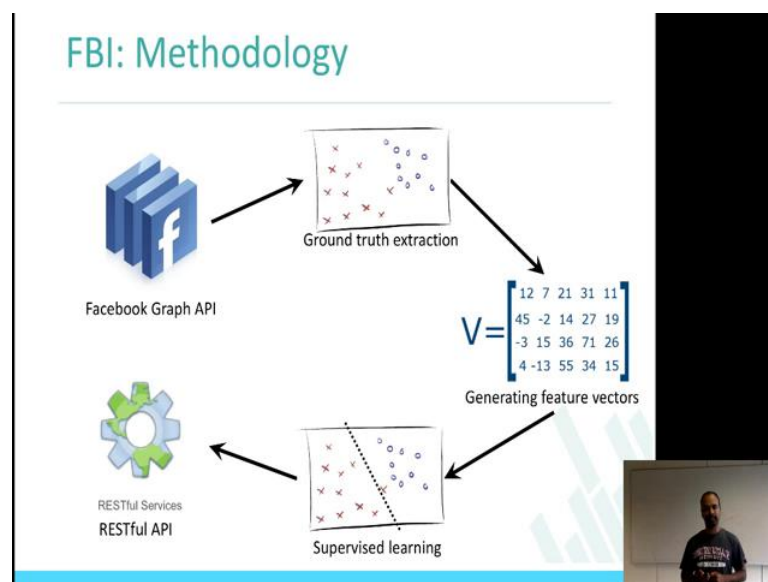 FBI: Methodology
f
Ground truth extraction
Facebook Graph API
V=
12 7 21 31 11
45 -2 14 27 19
-3 15 36 71 26
4 -13 55 34 15
Generating feature vectors
RESTful Services
RESTful API
Supervised learning